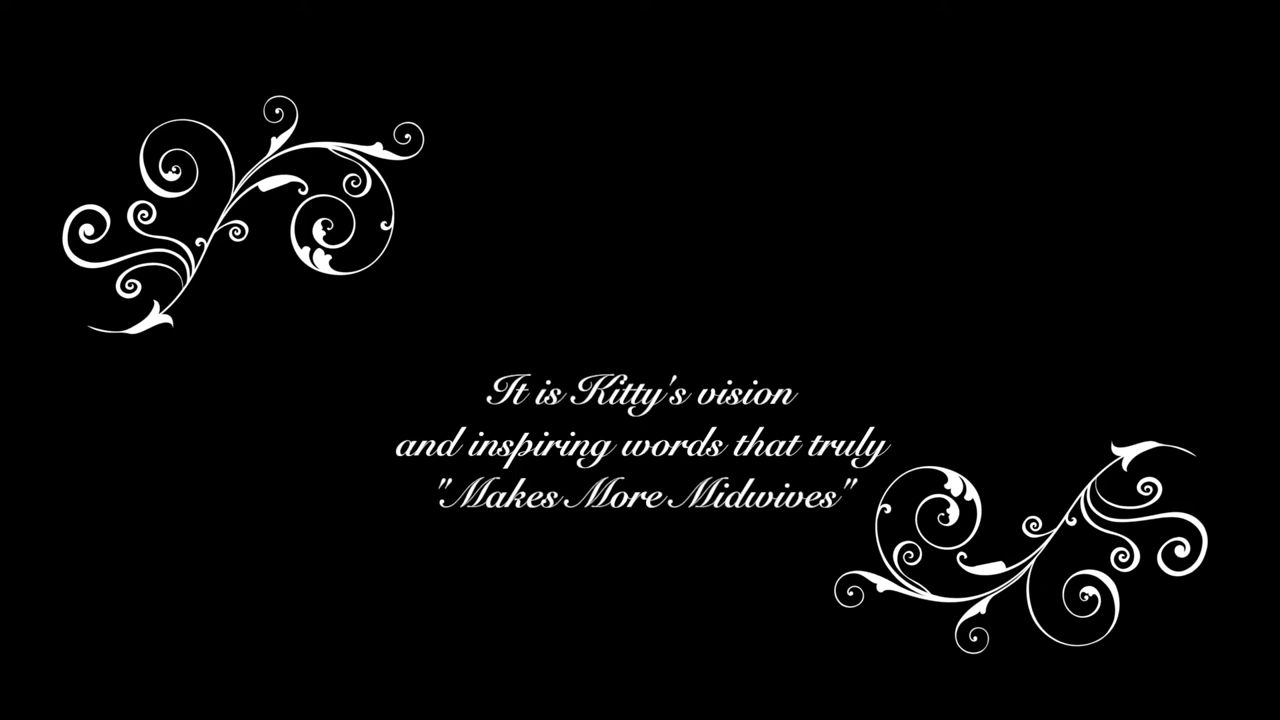 It is Kitty's vision
and inspiring words that truly
"Makes More Midwives"